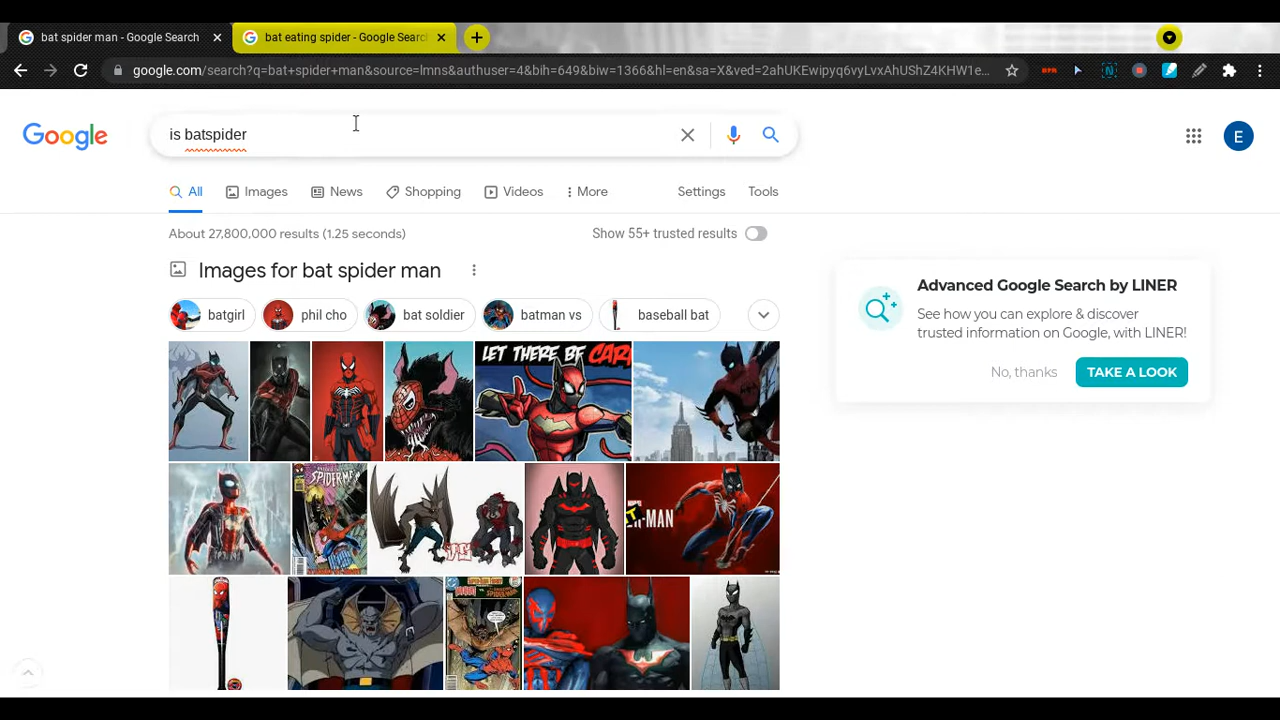 bat spider man - Google Search
bat eating spider - Google Searc
google.com/search?q=bat+spider+man&source=lmns&authuser=4&bih=649&biw=1366&hl=en&sa=X&ved=2ahUKEwipyq6vyLvxAhUShZ4KHW1e...
Google
is batspider
E
All
Images
News
Shopping
Videos
More
Settings
Tools
About 27,800,000 results (1.25 seconds)
Show 55+ trusted results
Images for bat spider man
batgirl
phil cho
bat soldier
batman vs
baseball bat
Advanced Google Search by LINER
See how you can explore & discover
trusted information on Google, with LINER!
No, thanks
TAKE A LOOK
LET THERE BE CAR
SPIDER-MAN